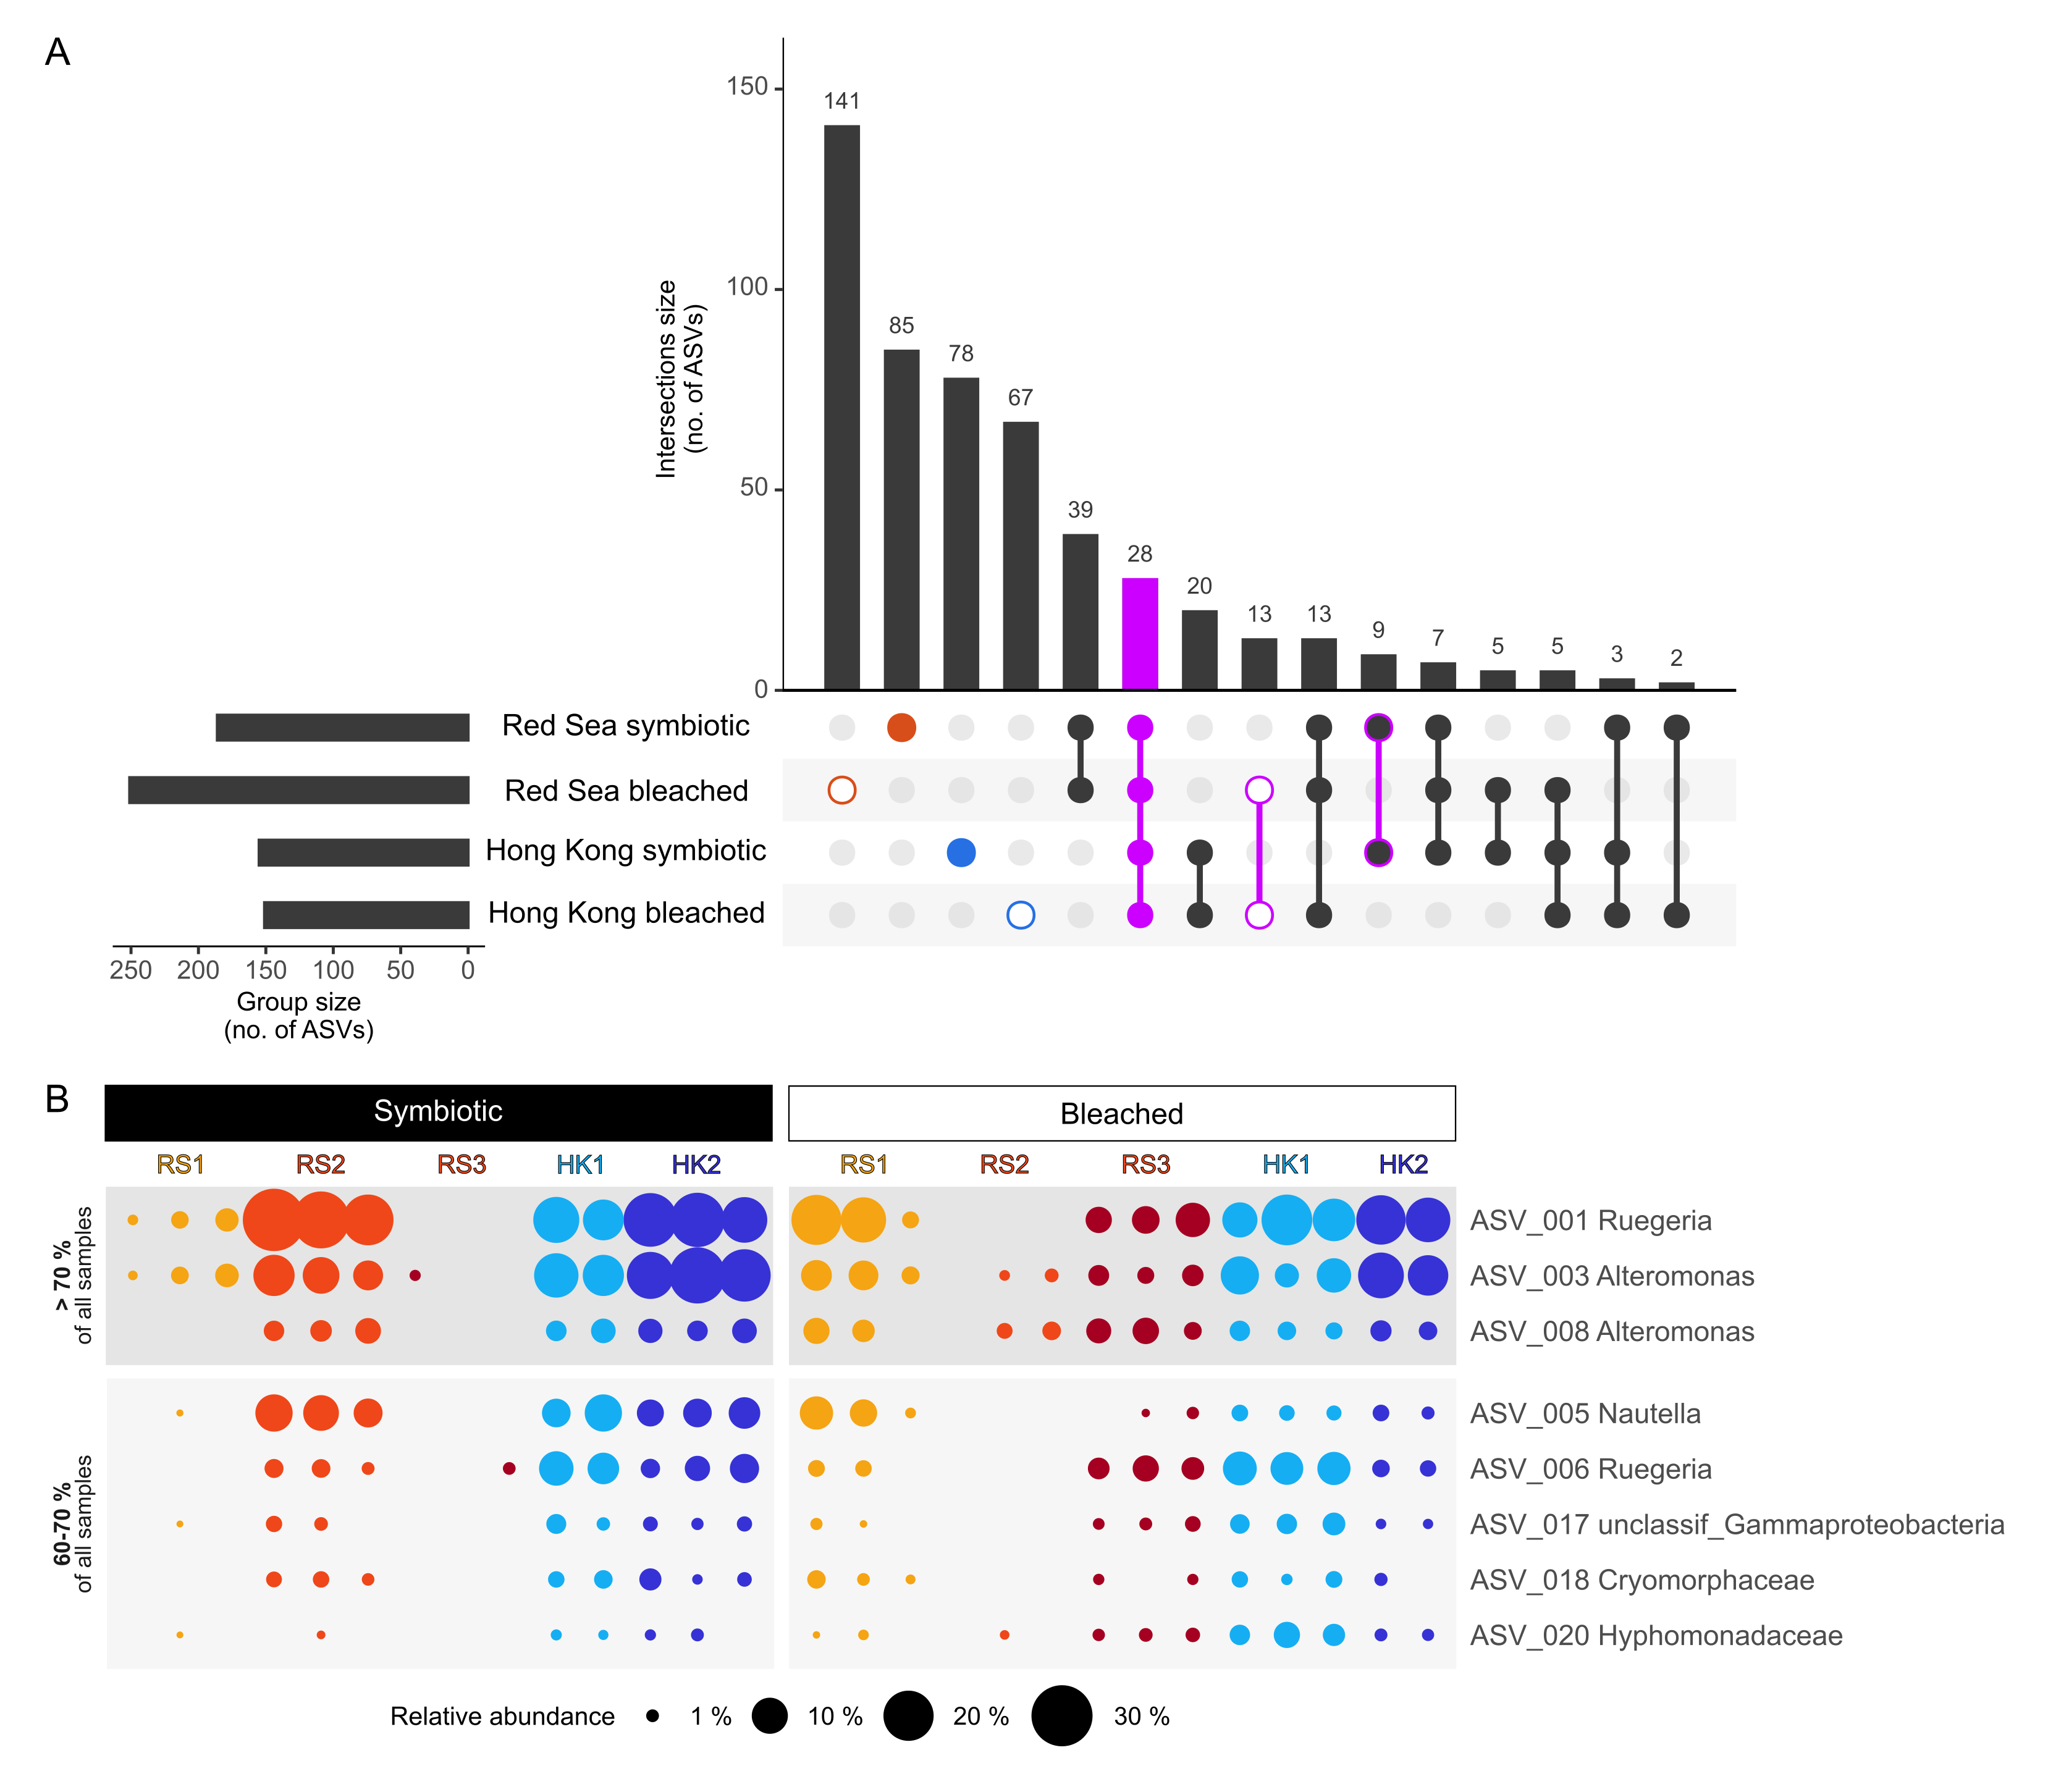 A
150
100
50
0
Intersections size
(no. of ASVs)
141
85
78
67
39
28
20
13
13
9
7
5
5
3
2
Red Sea symbiotic
Red Sea bleached
Hong Kong symbiotic
Hong Kong bleached
250 200 150 100 50 0
Group size
(no. of ASVs)
B
Symbiotic
Bleached
RS1 RS2 RS3 HK1 HK2
RS1 RS2 RS3 HK1 HK2
> 70 %
of all samples
ASV_001 Ruegeria
ASV_003 Alteromonas
ASV_008 Alteromonas
60-70 %
of all samples
ASV_005 Nautella
ASV_006 Ruegeria
ASV_017 unclassif_Gammaproteobacteria
ASV_018 Cryomorphaceae
ASV_020 Hyphomonadaceae
Relative abundance 1 % 10 % 20 % 30 %